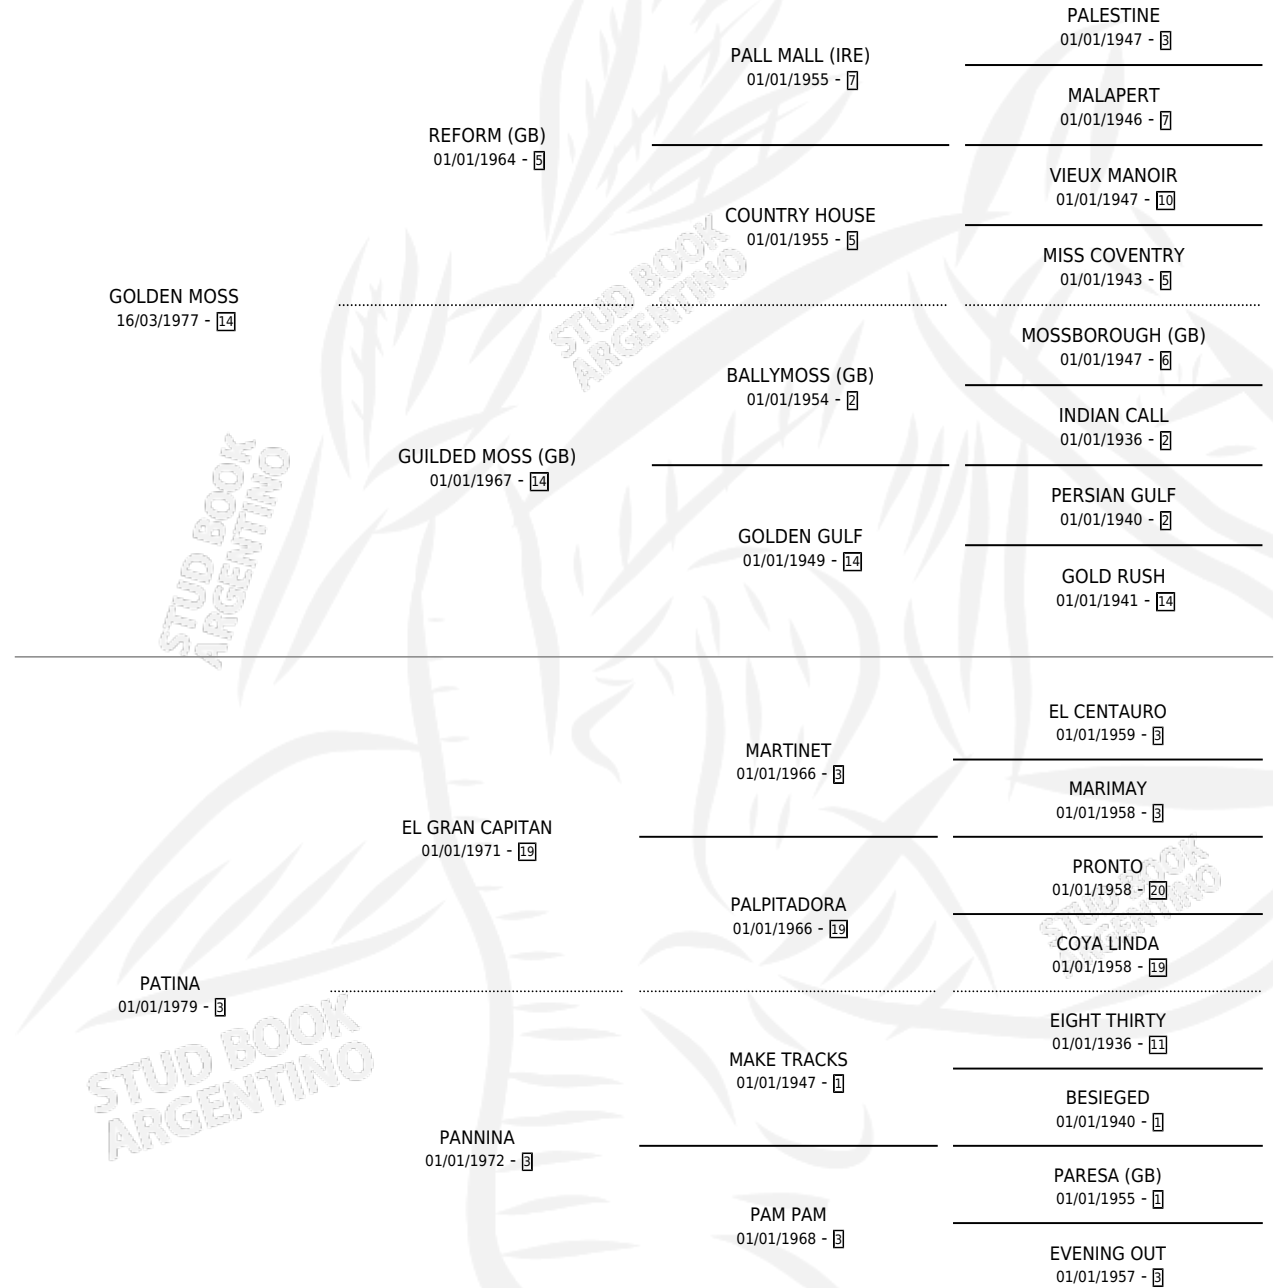 PALESTINE
01/01/1947 - 3
PALL MALL (IRE)
01/01/1955 - 7
MALAPERT
01/01/1946 - 7
REFORM (GB)
01/01/1964 - 5
VIEUX MANOIR
01/01/1947 - 10
COUNTRY HOUSE
01/01/1955 - 5
MISS COVENTRY
01/01/1943 - 5
GOLDEN MOSS
16/03/1977 - 14
STUD BOOK
ARGENTINO
MOSSBOROUGH (GB)
01/01/1947 - 6
BALLYMOSS (GB)
01/01/1954 - 2
INDIAN CALL
01/01/1936 - 2
GUILDED MOSS (GB)
01/01/1967 - 14
PERSIAN GULF
01/01/1940 - 2
GOLDEN GULF
01/01/1949 - 14
GOLD RUSH
01/01/1941 - 14
STUD BOOK
ARGENTINO
EL CENTAURO
01/01/1959 - 3
MARTINET
01/01/1966 - 3
MARIMAY
01/01/1958 - 3
EL GRAN CAPITAN
01/01/1971 - 19
PRONTO
01/01/1958 - 20
PALPITADORA
01/01/1966 - 19
COYA LINDA
01/01/1958 - 19
STUD BOOK
ARGENTINO
PATINA
01/01/1979 - 3
EIGHT THIRTY
01/01/1936 - 11
MAKE TRACKS
01/01/1947 - 1
BESIEGED
01/01/1940 - 1
STUD BOOK
ARGENTINO
PANNINA
01/01/1972 - 3
PARESA (GB)
01/01/1955 - 1
PAM PAM
01/01/1968 - 3
EVENING OUT
01/01/1957 - 3